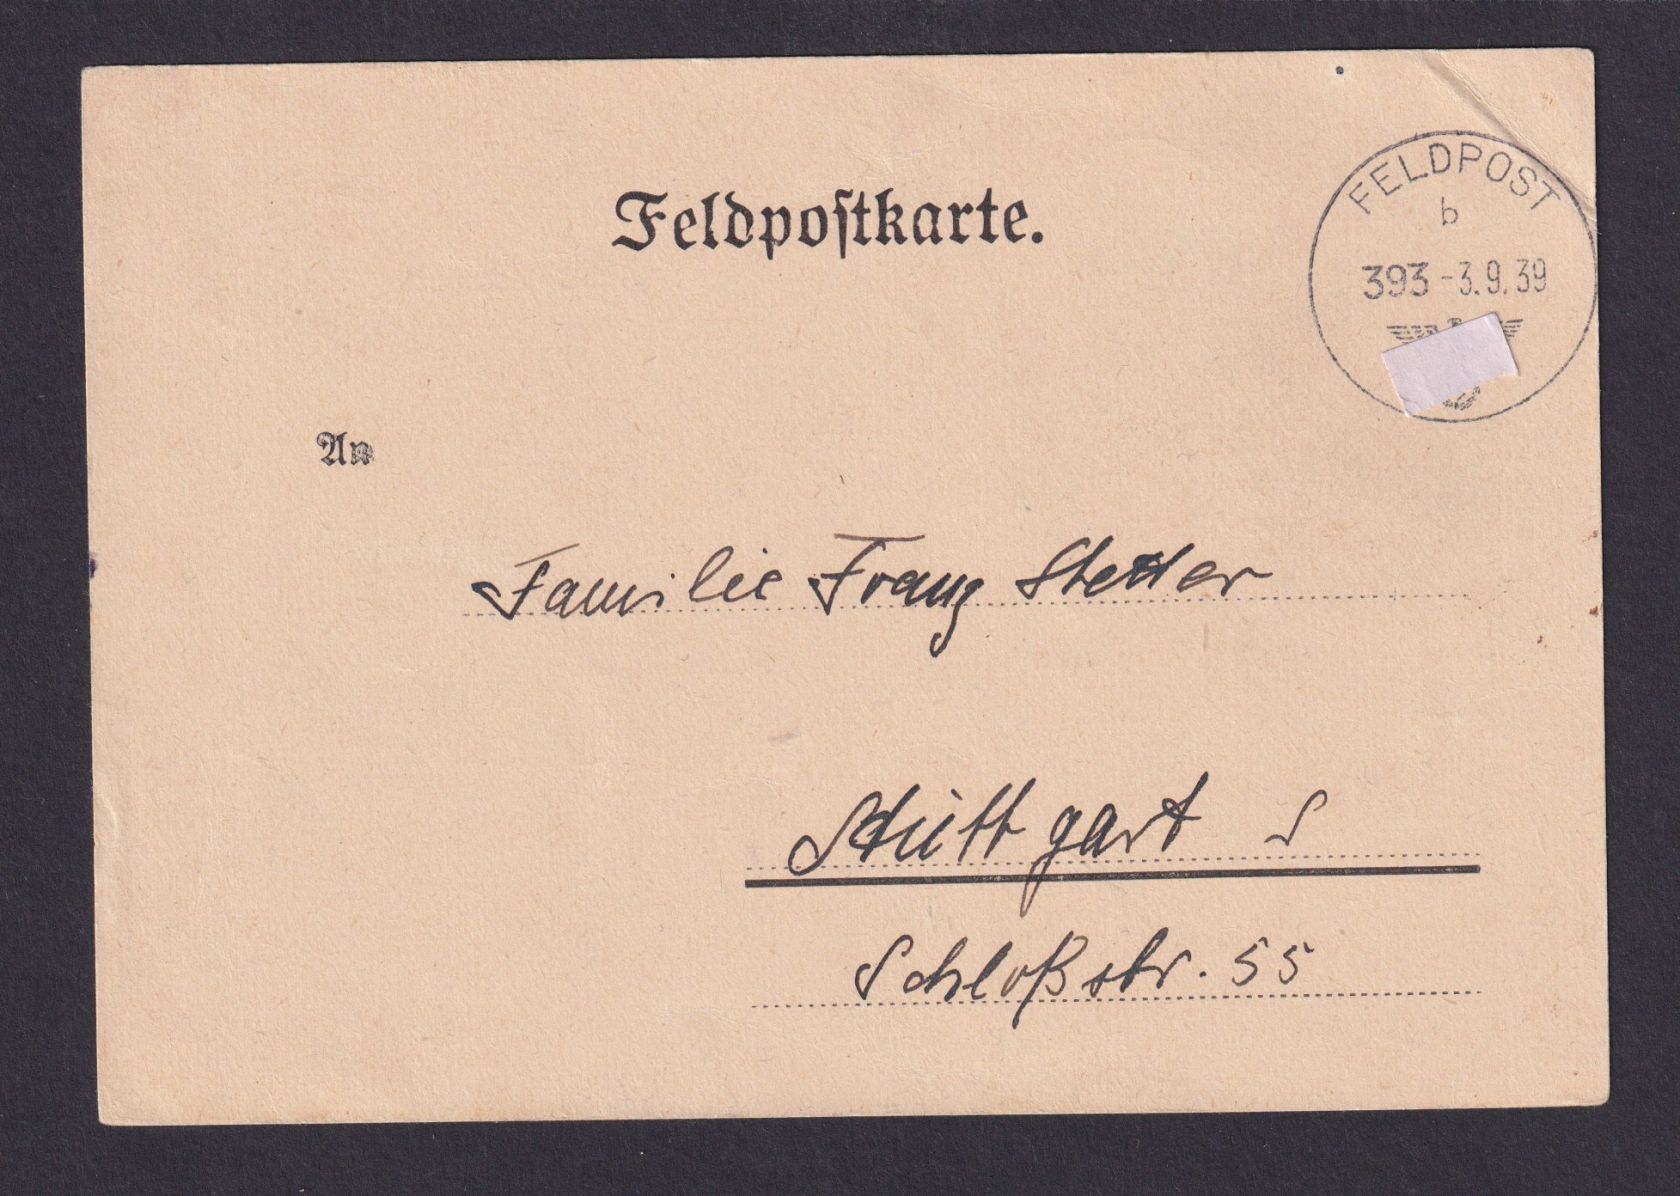 Feldpostkarte.
FELDPOST
b
393 -3.9.39
An
Familie Franz Stetter
Stuttgart S
Schloßstr. 55